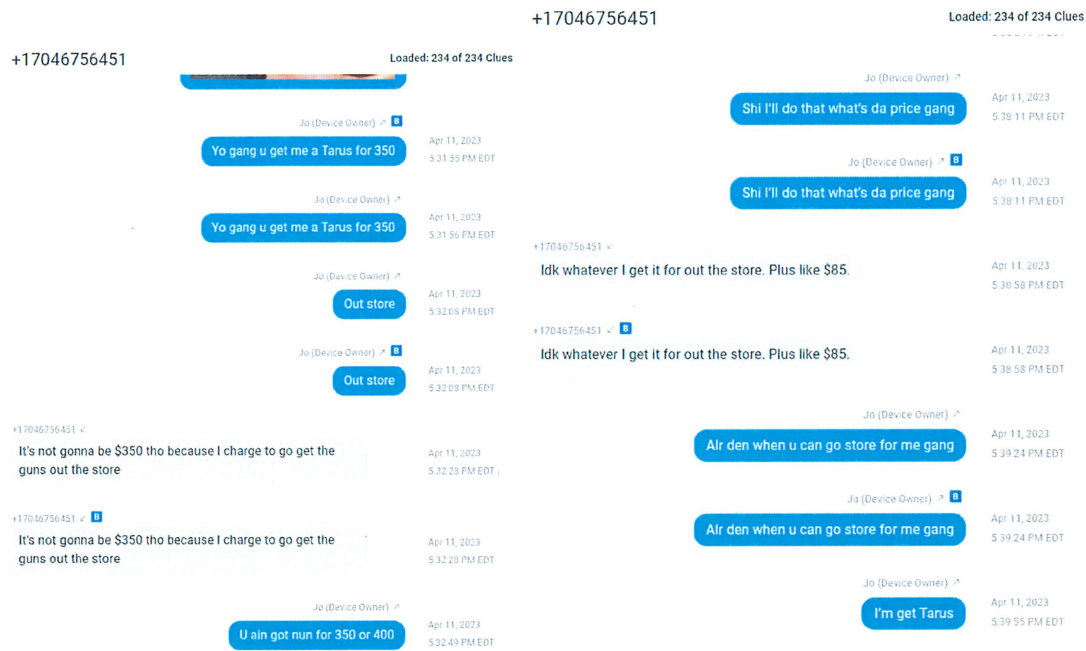 +17046756451
Loaded: 234 of 234 Clues
Jo (Device Owner) ↗ B
Yo gang u get me a Tarus for 350
Apr 11, 2023
5:31:55 PM EDT
Jo (Device Owner) ↗
Yo gang u get me a Tarus for 350
Apr 11, 2023
5:31:56 PM EDT
Jo (Device Owner) ↗
Out store
Apr 11, 2023
5:32:08 PM EDT
Jo (Device Owner) ↗ B
Out store
Apr 11, 2023
5:32:08 PM EDT
+17046756451 ↙
It's not gonna be $350 tho because I charge to go get the
guns out the store
Apr 11, 2023
5:32:28 PM EDT
+17046756451 ↙ B
It's not gonna be $350 tho because I charge to go get the
guns out the store
Apr 11, 2023
5:32:28 PM EDT
Jo (Device Owner) ↗
U ain got nun for 350 or 400
Apr 11, 2023
5:32:49 PM EDT
+17046756451
Loaded: 234 of 234 Clues
Jo (Device Owner) ↗
Shi I'll do that what's da price gang
Apr 11, 2023
5:38:11 PM EDT
Jo (Device Owner) ↗ B
Shi I'll do that what's da price gang
Apr 11, 2023
5:38:11 PM EDT
+17046756451 ↙
Idk whatever I get it for out the store. Plus like $85.
Apr 11, 2023
5:38:58 PM EDT
+17046756451 ↙ B
Idk whatever I get it for out the store. Plus like $85.
Apr 11, 2023
5:38:58 PM EDT
Jo (Device Owner) ↗
Alr den when u can go store for me gang
Apr 11, 2023
5:39:24 PM EDT
Jo (Device Owner) ↗ B
Alr den when u can go store for me gang
Apr 11, 2023
5:39:24 PM EDT
Jo (Device Owner) ↗
I'm get Tarus
Apr 11, 2023
5:39:55 PM EDT